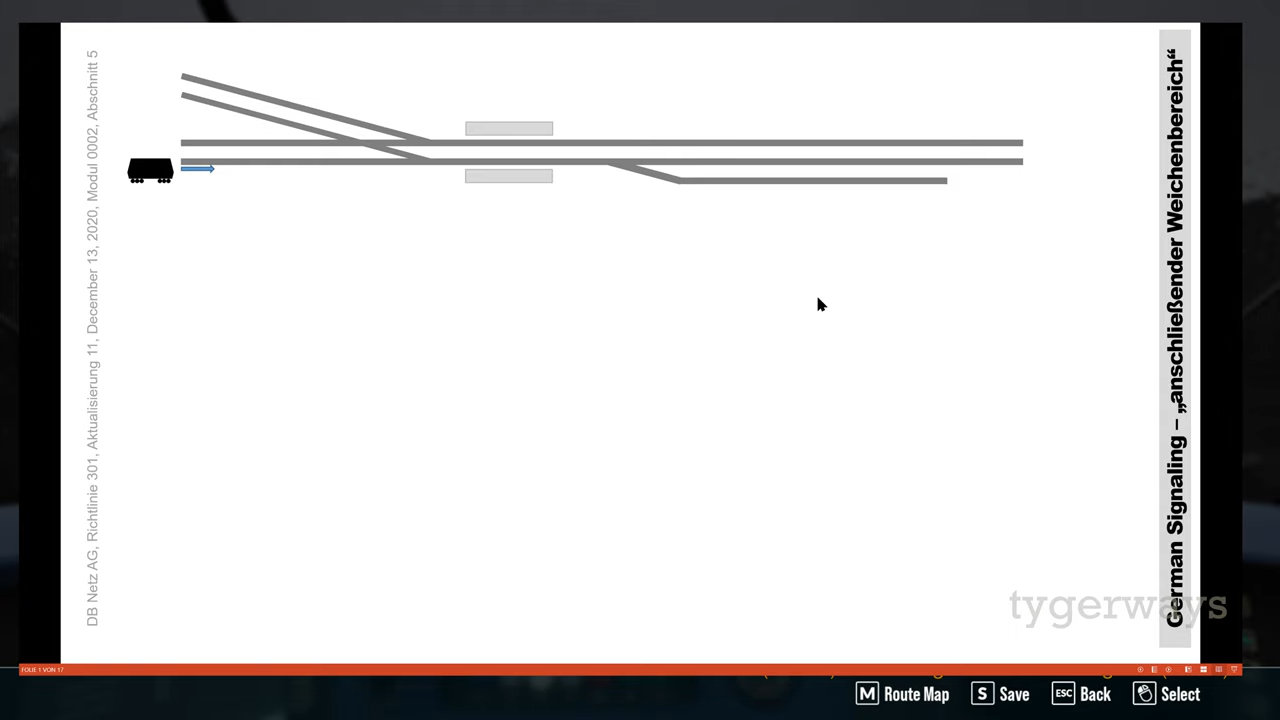 DB Netz AG, Richtlinie 301, Aktualisierung 11, December 13, 2020, Modul 0002, Abschnitt 5
German Signaling – „anschließender Weichenbereich“
tygerways
FOLIE 1 VON 17
M Route Map
S Save
ESC Back
Select